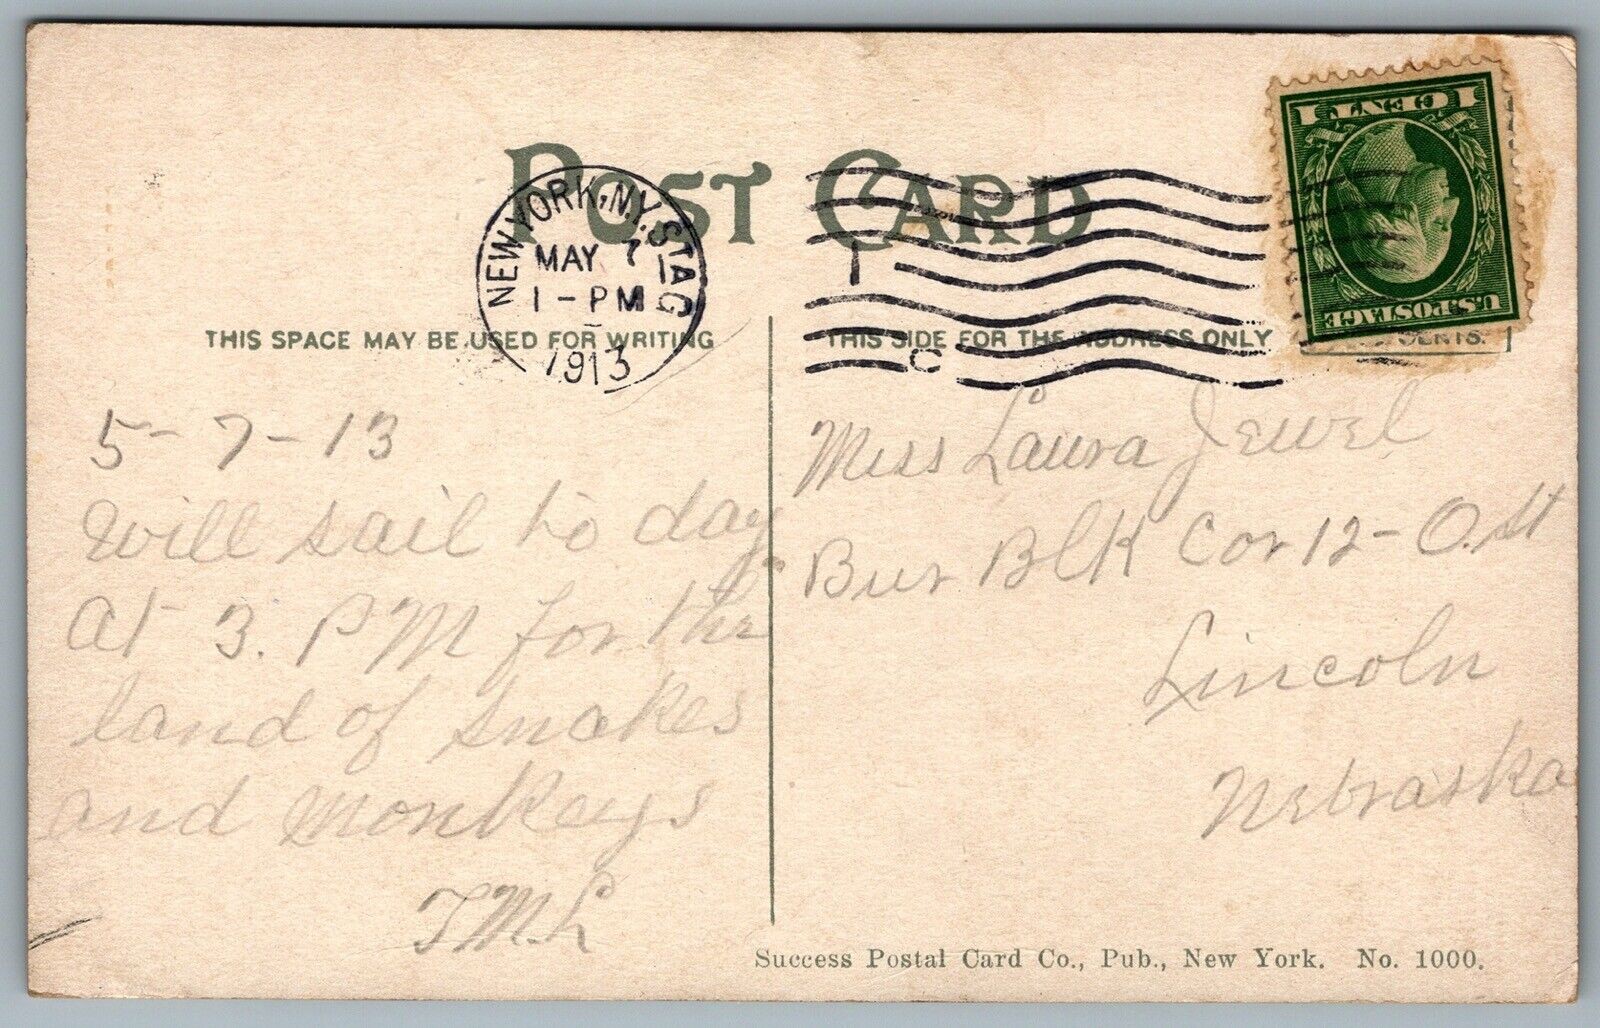 POST CARD
NEW YORK, N.Y. STA G
MAY 7
1-PM
1913
1 CENT 1
U.S. POSTAGE
THIS SPACE MAY BE USED FOR WRITING
THIS SIDE FOR THE ADDRESS ONLY
CENTS.
C
5-7-13
Will sail to day
At 3. PM for the
land of snakes
and monkeys
TML
Miss Laura Jewel
Bur Blk Cor 12-O. St
Lincoln
Nebraska
Success Postal Card Co., Pub., New York. No. 1000.